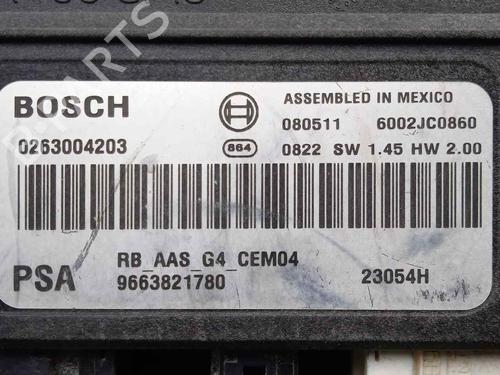 BOSCH
ASSEMBLED IN MEXICO
080511 6002JC0860
0263004203
864
0822 SW 1.45 HW 2.00
RB_AAS_G4_CEM04
PSA
9663821780
23054H